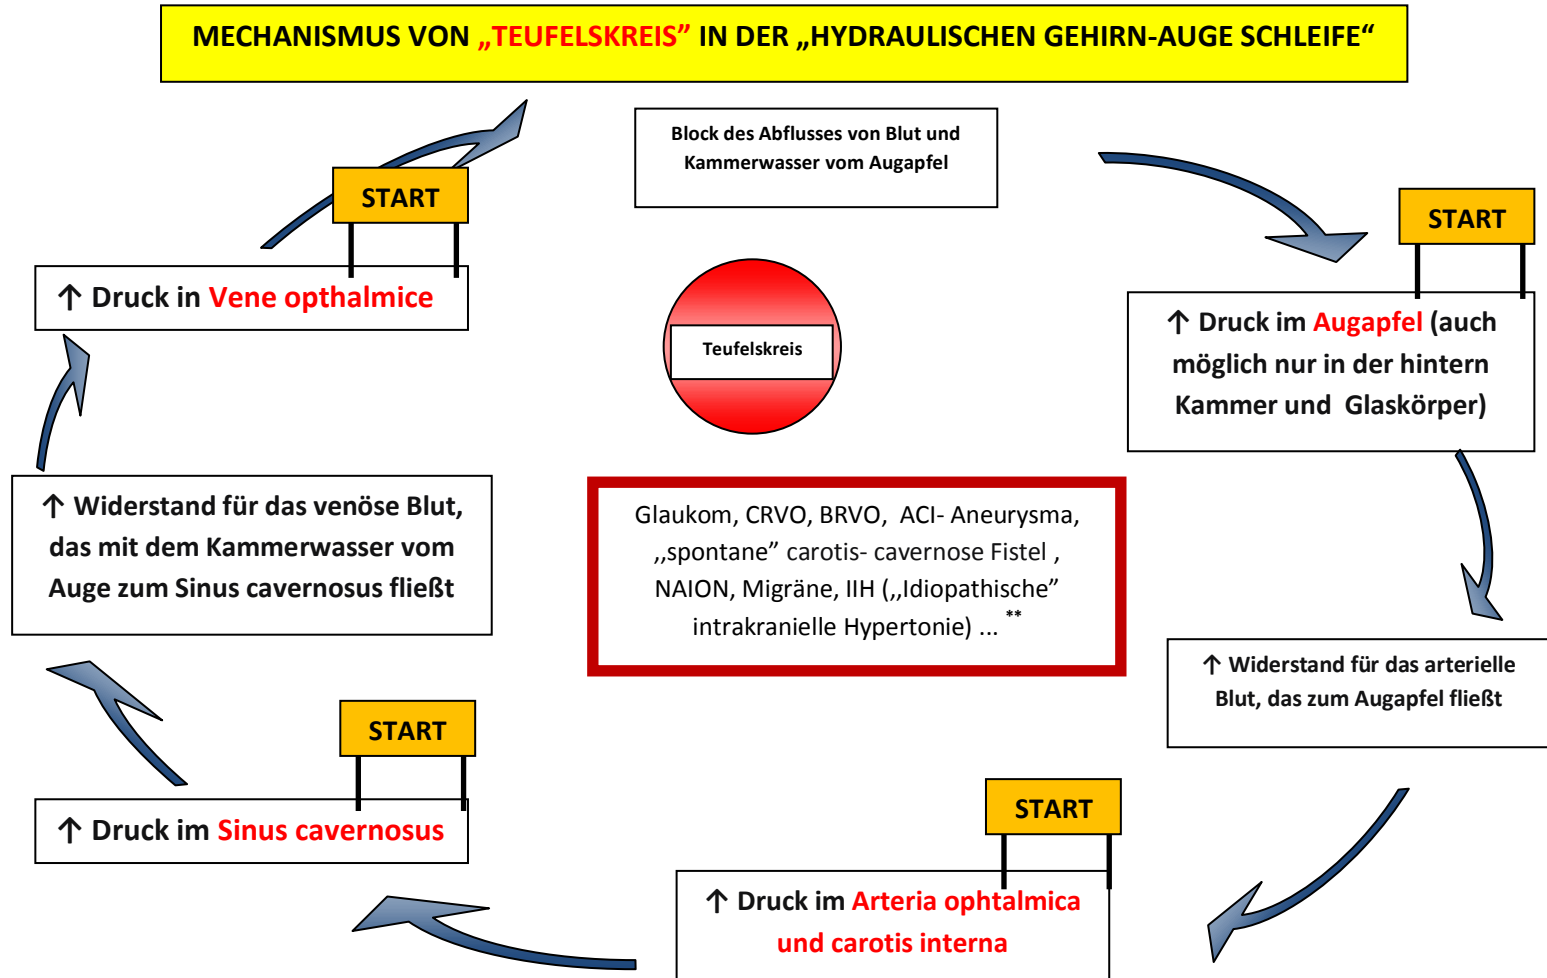 MECHANISMUS VON „TEUFELSKREIS” IN DER „HYDRAULISCHEN GEHIRN-AUGE SCHLEIFE“
Block des Abflusses von Blut und
Kammerwasser vom Augapfel
START
↑ Druck im Augapfel (auch
möglich nur in der hintern
Kammer und Glaskörper)
↑ Widerstand für das arterielle
Blut, das zum Augapfel fließt
START
↑ Druck im Arteria ophtalmica
und carotis interna
START
↑ Druck im Sinus cavernosus
↑ Widerstand für das venöse Blut,
das mit dem Kammerwasser vom
Auge zum Sinus cavernosus fließt
START
↑ Druck in Vene opthalmice
Teufelskreis
Glaukom, CRVO, BRVO, ACI- Aneurysma,
,,spontane” carotis- cavernose Fistel ,
NAION, Migräne, IIH (,,Idiopathische”
intrakranielle Hypertonie) ... **